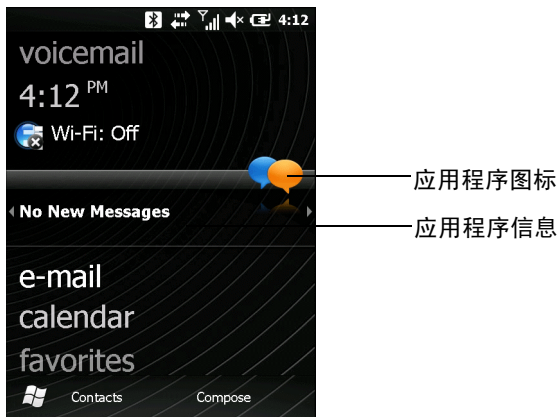 4:12
voicemail
4:12 PM
Wi-Fi: Off
应用程序图标
No New Messages
应用程序信息
e-mail
calendar
favorites
Contacts Compose